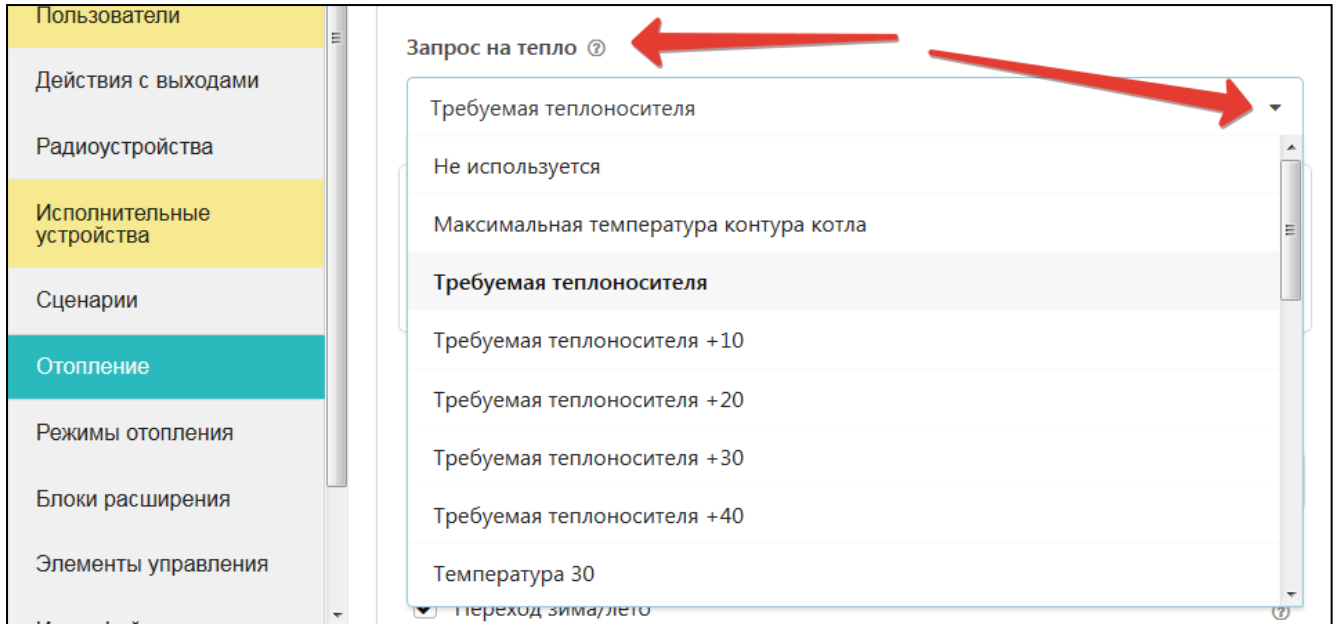 Пользователи
Действия с выходами
Радиоустройства
Исполнительные
устройства
Сценарии
Отопление
Режимы отопления
Блоки расширения
Элементы управления
Запрос на тепло ?
Требуемая теплоносителя
Не используется
Максимальная температура контура котла
Требуемая теплоносителя
Требуемая теплоносителя +10
Требуемая теплоносителя +20
Требуемая теплоносителя +30
Требуемая теплоносителя +40
Температура 30
Переход зима/лето ?